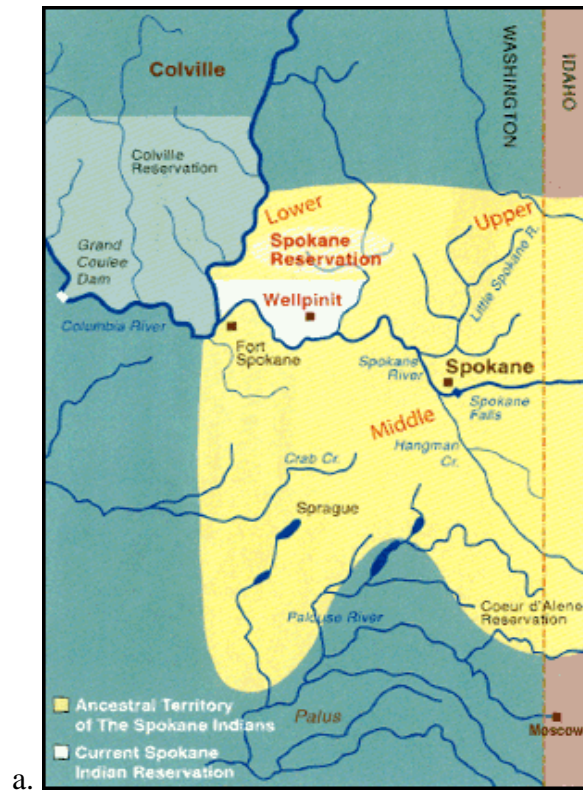 WASHINGTON
IDAHO
Colville
Colville
Reservation
Lower
Upper
Spokane
Reservation
Little Spokane R.
Grand
Coulee
Dam
Wellpinit
Columbia River
Fort
Spokane
Spokane
River
Spokane
Spokane
Falls
Middle
Hangman
Cr.
Crab Cr.
Sprague
Coeur d'Alene
Reservation
Palouse River
Ancestral Territory
of The Spokane Indians
Palus
Moscow
Current Spokane
Indian Reservation
a.